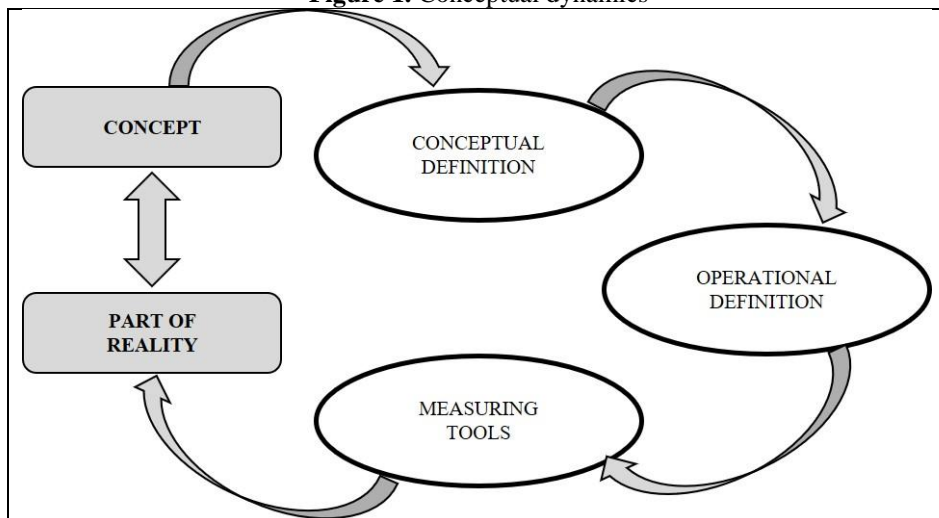 Figure 1. Conceptual dynamics
CONCEPT
CONCEPTUAL
DEFINITION
OPERATIONAL
DEFINITION
PART OF
REALITY
MEASURING
TOOLS